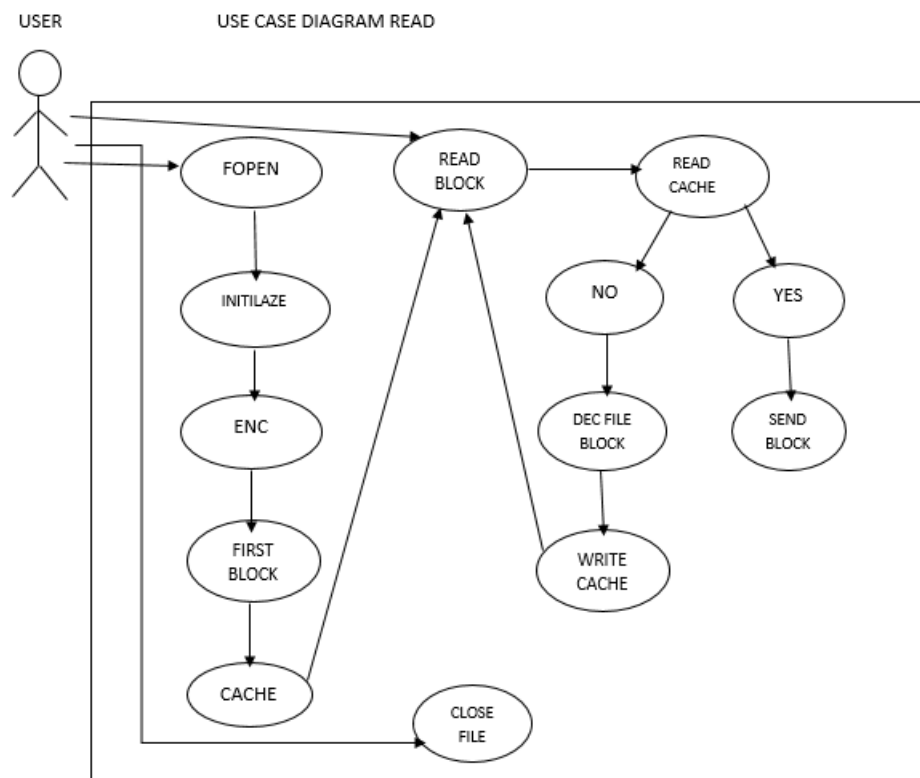 USER
USE CASE DIAGRAM READ
FOPEN
READ
BLOCK
READ
CACHE
INITILAZE
NO
YES
ENC
DEC FILE
BLOCK
SEND
BLOCK
FIRST
BLOCK
WRITE
CACHE
CACHE
CLOSE
FILE